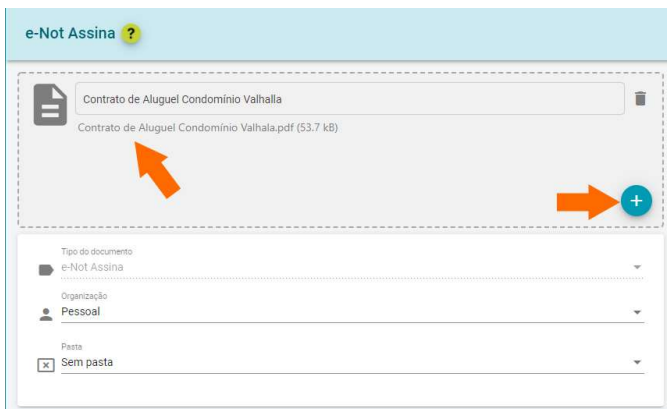 e-Not Assina ?
Contrato de Aluguel Condomínio Valhalla
Contrato de Aluguel Condomínio Valhala.pdf (53.7 kB)
+
Tipo do documento
e-Not Assina
Organização
Pessoal
Pasta
Sem pasta